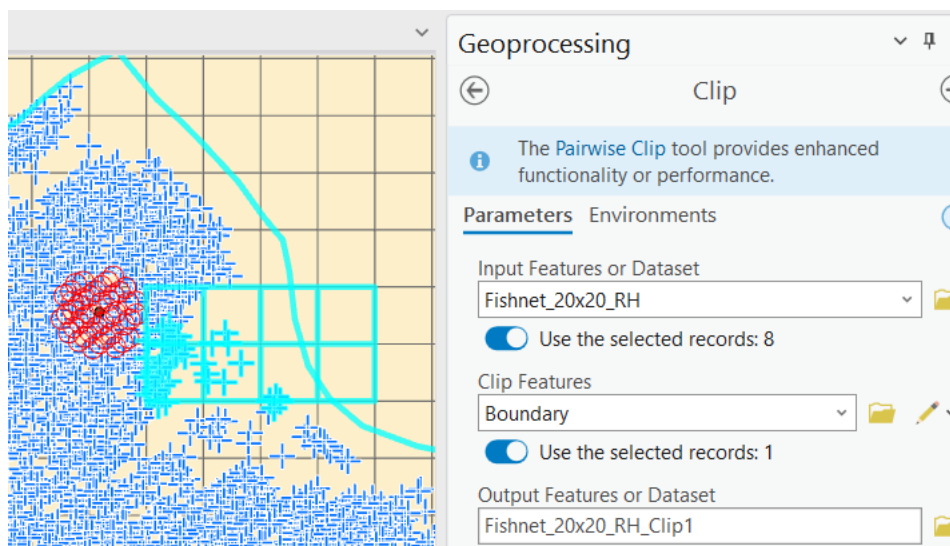 Geoprocessing
Clip
The Pairwise Clip tool provides enhanced
functionality or performance.
Parameters Environments
Input Features or Dataset
Fishnet_20x20_RH
Use the selected records: 8
Clip Features
Boundary
Use the selected records: 1
Output Features or Dataset
Fishnet_20x20_RH_Clip1